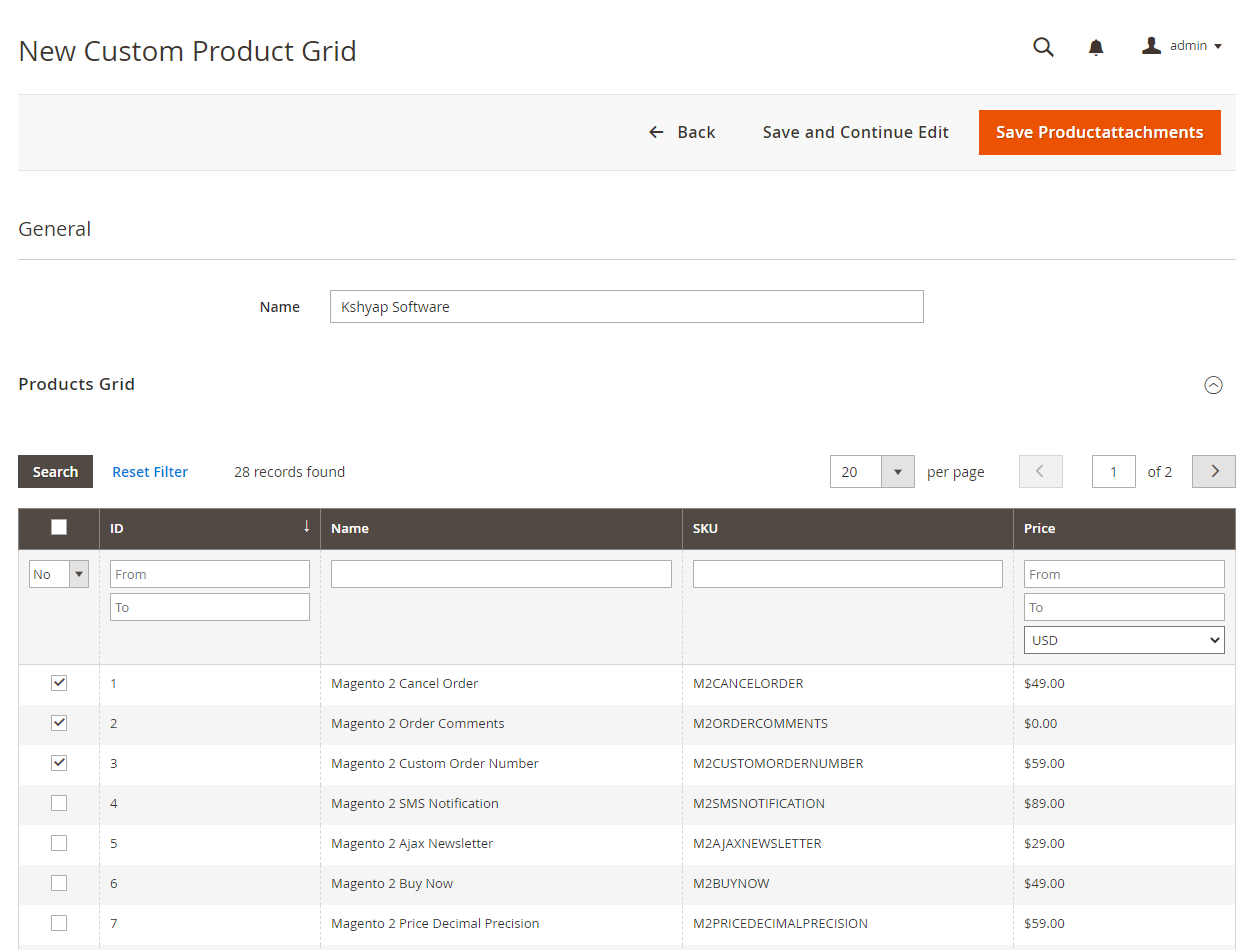 New Custom Product Grid
admin
Back Save and Continue Edit Save Productattachments
General
Name Kshyap Software
Products Grid
Search Reset Filter 28 records found 20 per page 1 of 2
ID ↓ Name SKU Price
No From From
To To
USD
1 Magento 2 Cancel Order M2CANCELORDER $49.00
2 Magento 2 Order Comments M2ORDERCOMMENTS $0.00
3 Magento 2 Custom Order Number M2CUSTOMORDERNUMBER $59.00
4 Magento 2 SMS Notification M2SMSNOTIFICATION $89.00
5 Magento 2 Ajax Newsletter M2AJAXNEWSLETTER $29.00
6 Magento 2 Buy Now M2BUYNOW $49.00
7 Magento 2 Price Decimal Precision M2PRICEDECIMALPRECISION $59.00